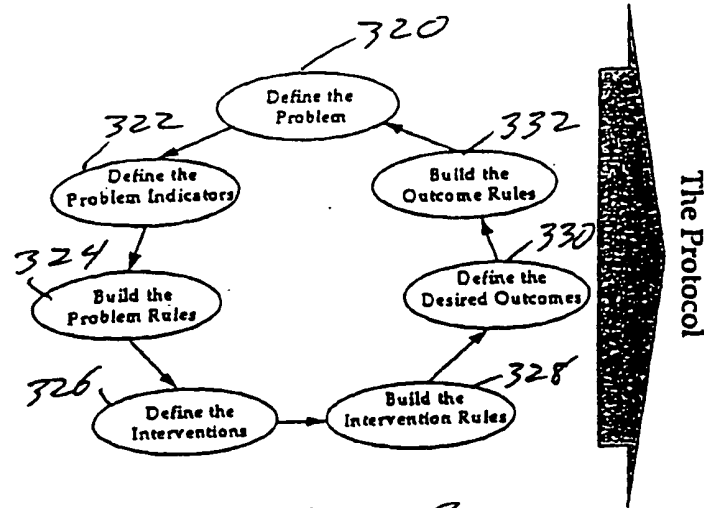 320
Define the
Problem
322
Define the
Problem Indicators
324
Build the
Problem Rules
326
Define the
Interventions
328
Build the
Intervention Rules
330
Define the
Desired Outcomes
332
Build the
Outcome Rules
The Protocol